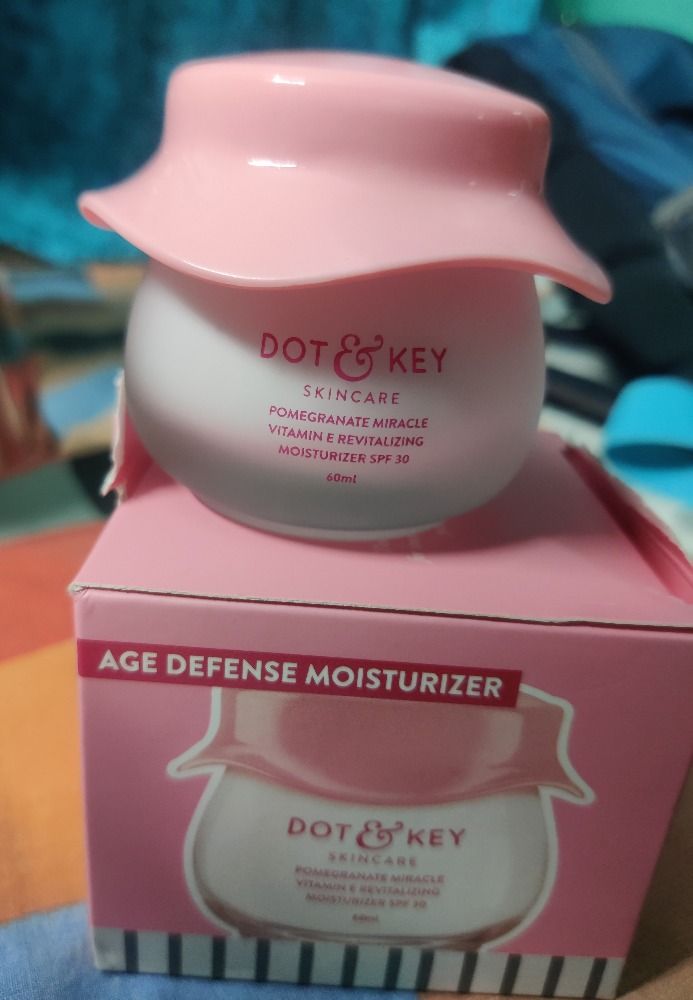 DOT & KEY
SKINCARE
POMEGRANATE MIRACLE
VITAMIN E REVITALIZING
MOISTURIZER SPF 30
60ml
AGE DEFENSE MOISTURIZER
DOT & KEY
SKINCARE
POMEGRANATE MIRACLE
VITAMIN E REVITALIZING
MOISTURIZER SPF 30
60ml